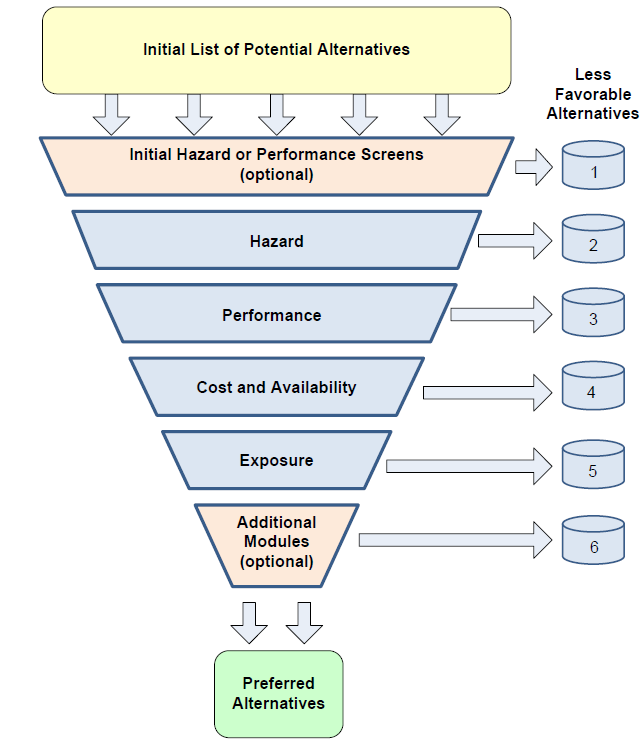 Initial List of Potential Alternatives
Less
Favorable
Alternatives
Initial Hazard or Performance Screens
(optional)
1
Hazard
2
Performance
3
Cost and Availability
4
Exposure
5
Additional
Modules
(optional)
6
Preferred
Alternatives